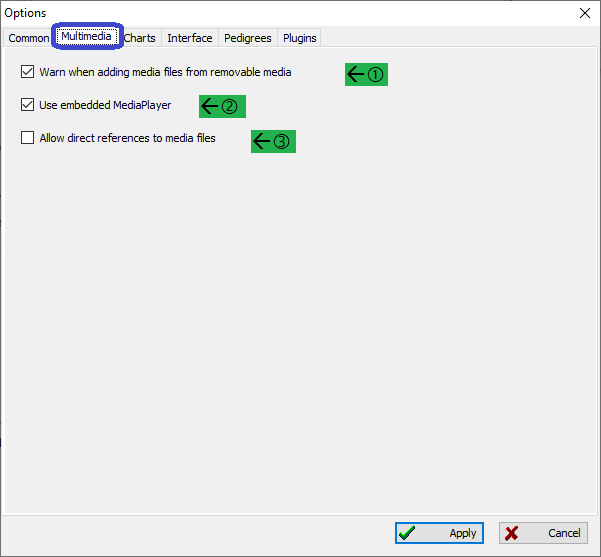 Options
Common Multimedia Charts Interface Pedigrees Plugins
Warn when adding media files from removable media ←①
Use embedded MediaPlayer ←②
Allow direct references to media files ←③
Apply Cancel